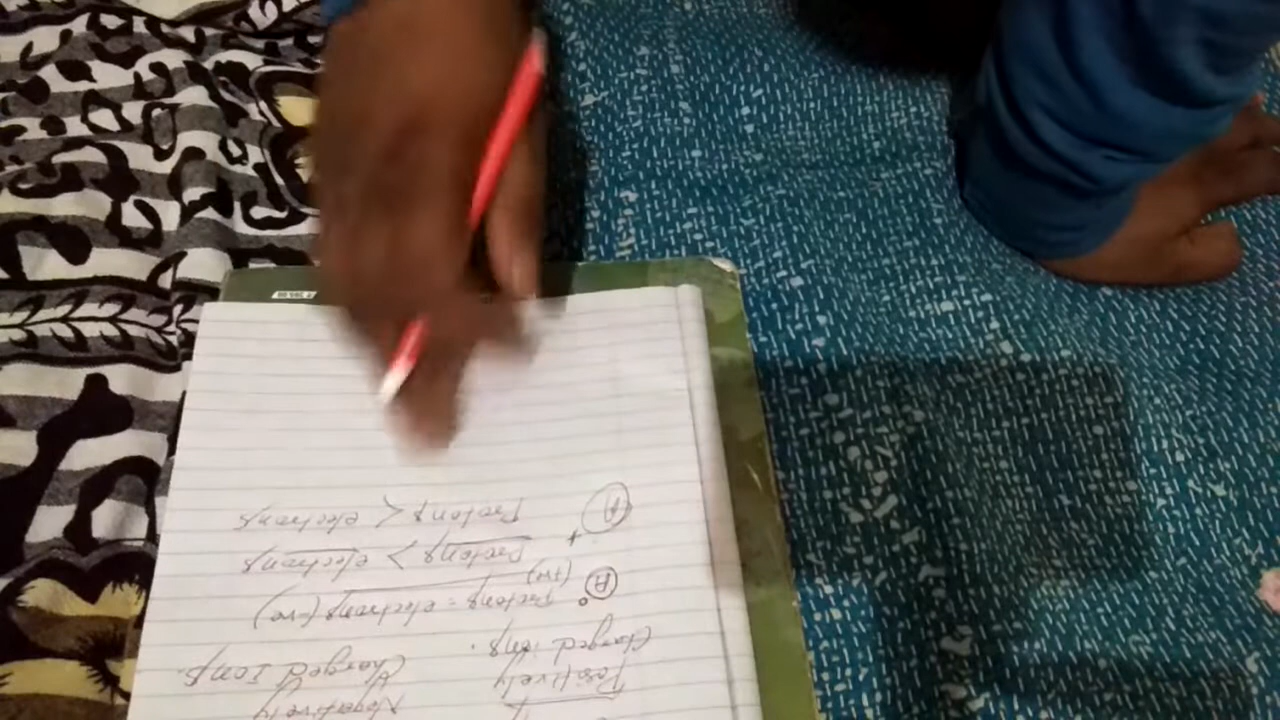 Positively Negatively
Charged ions. Charged Ions.
A° Protons = electrons (-ve)
(+ve)
Protons > electrons
A⁺ Protons < electrons